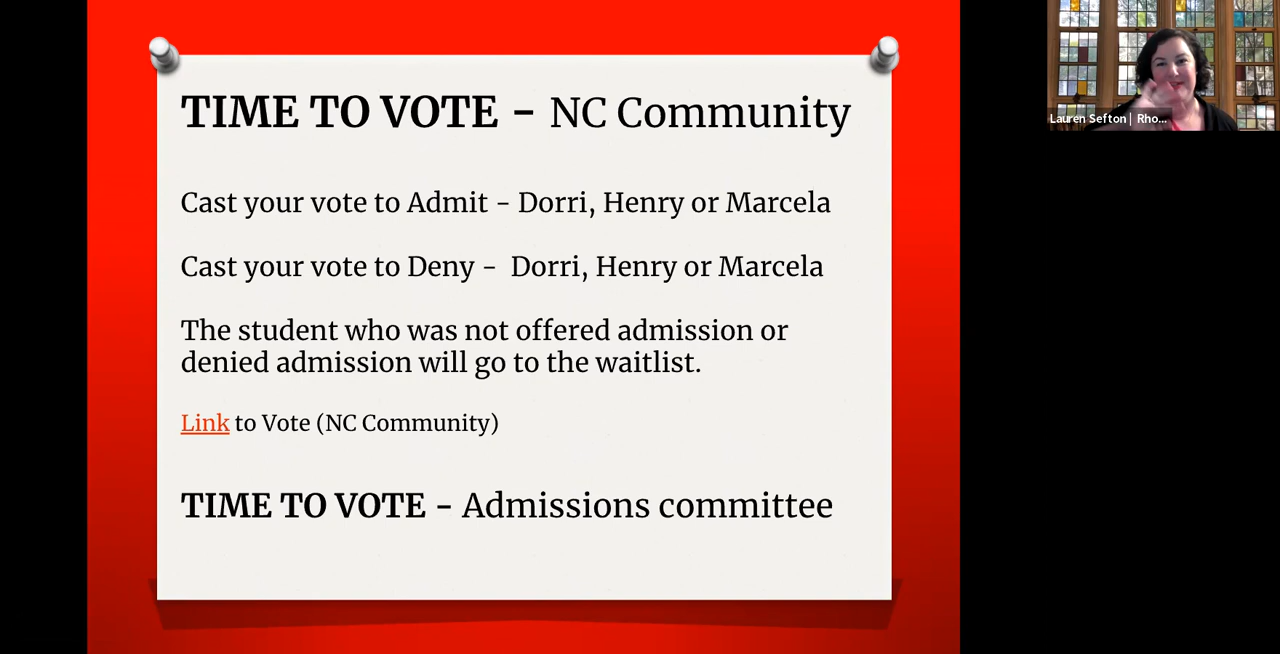 TIME TO VOTE - NC Community
Cast your vote to Admit - Dorri, Henry or Marcela
Cast your vote to Deny - Dorri, Henry or Marcela
The student who was not offered admission or
denied admission will go to the waitlist.
Link to Vote (NC Community)
TIME TO VOTE - Admissions committee
Lauren Sefton | Rho...